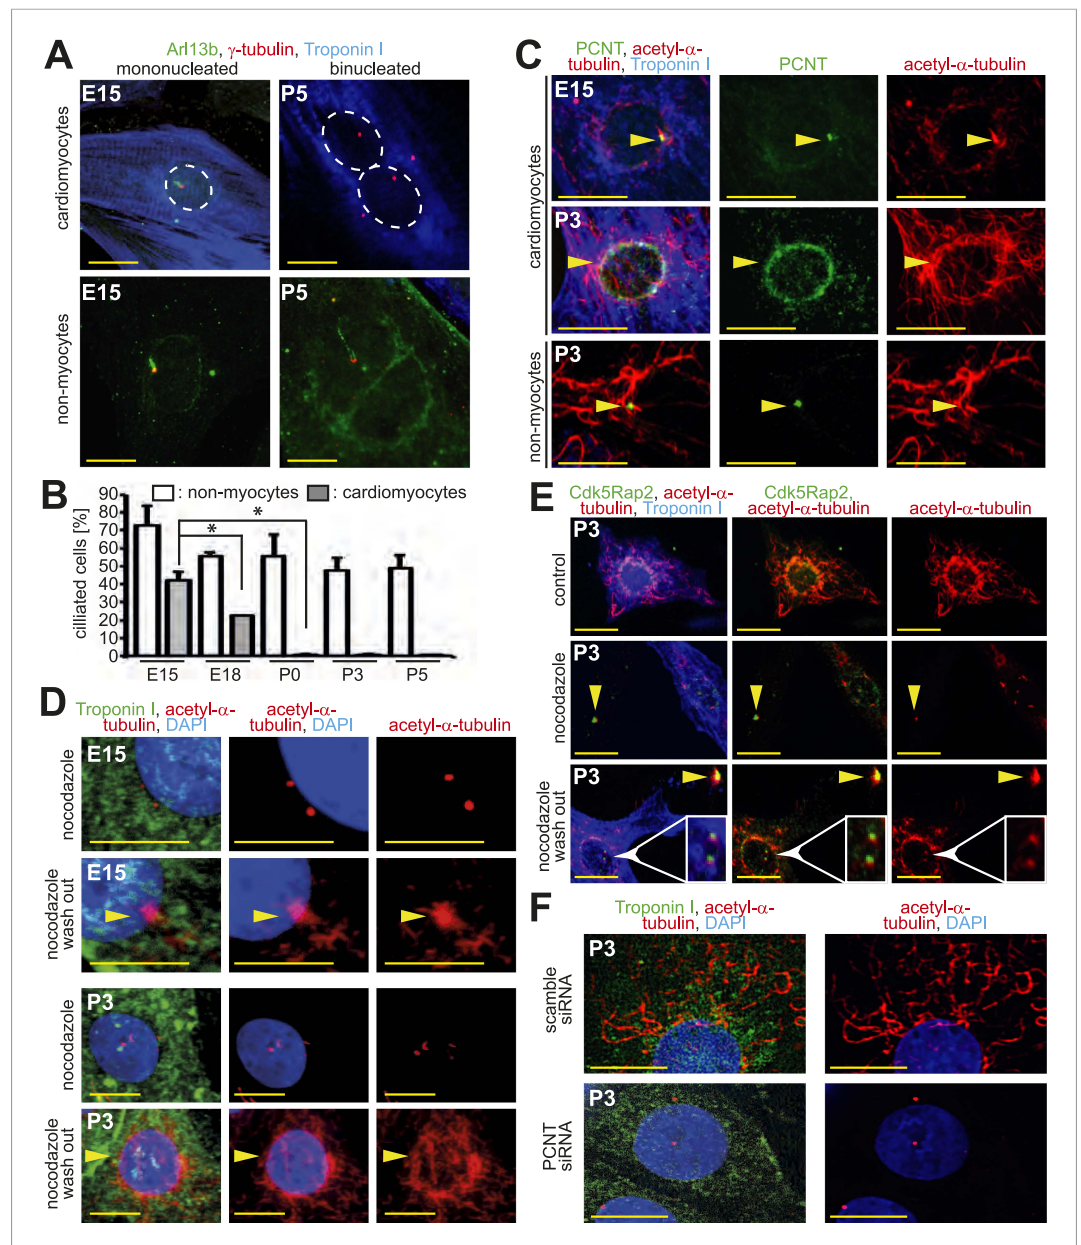 A
Arl13b, γ-tubulin, Troponin I
mononucleated
binucleated
cardiomyocytes
E15
P5
non-myocytes
E15
P5
B
: non-myocytes
: cardiomyocytes
cilliated cells [%]
90
80
70
60
50
40
30
20
10
0
*
*
E15
E18
P0
P3
P5
C
PCNT, acetyl-α-
tubulin, Troponin I
PCNT
acetyl-α-tubulin
cardiomyocytes
E15
P3
non-myocytes
P3
D
Troponin I, acetyl-α-
tubulin, DAPI
acetyl-α-
tubulin, DAPI
acetyl-α-tubulin
nocodazole
E15
nocodazole
wash out
E15
nocodazole
P3
nocodazole
wash out
P3
E
Cdk5Rap2, acetyl-α-
tubulin, Troponin I
Cdk5Rap2,
acetyl-α-tubulin
acetyl-α-tubulin
control
P3
nocodazole
P3
nocodazole
wash out
P3
F
Troponin I, acetyl-α-
tubulin, DAPI
acetyl-α-
tubulin, DAPI
scamble
siRNA
P3
PCNT
siRNA
P3